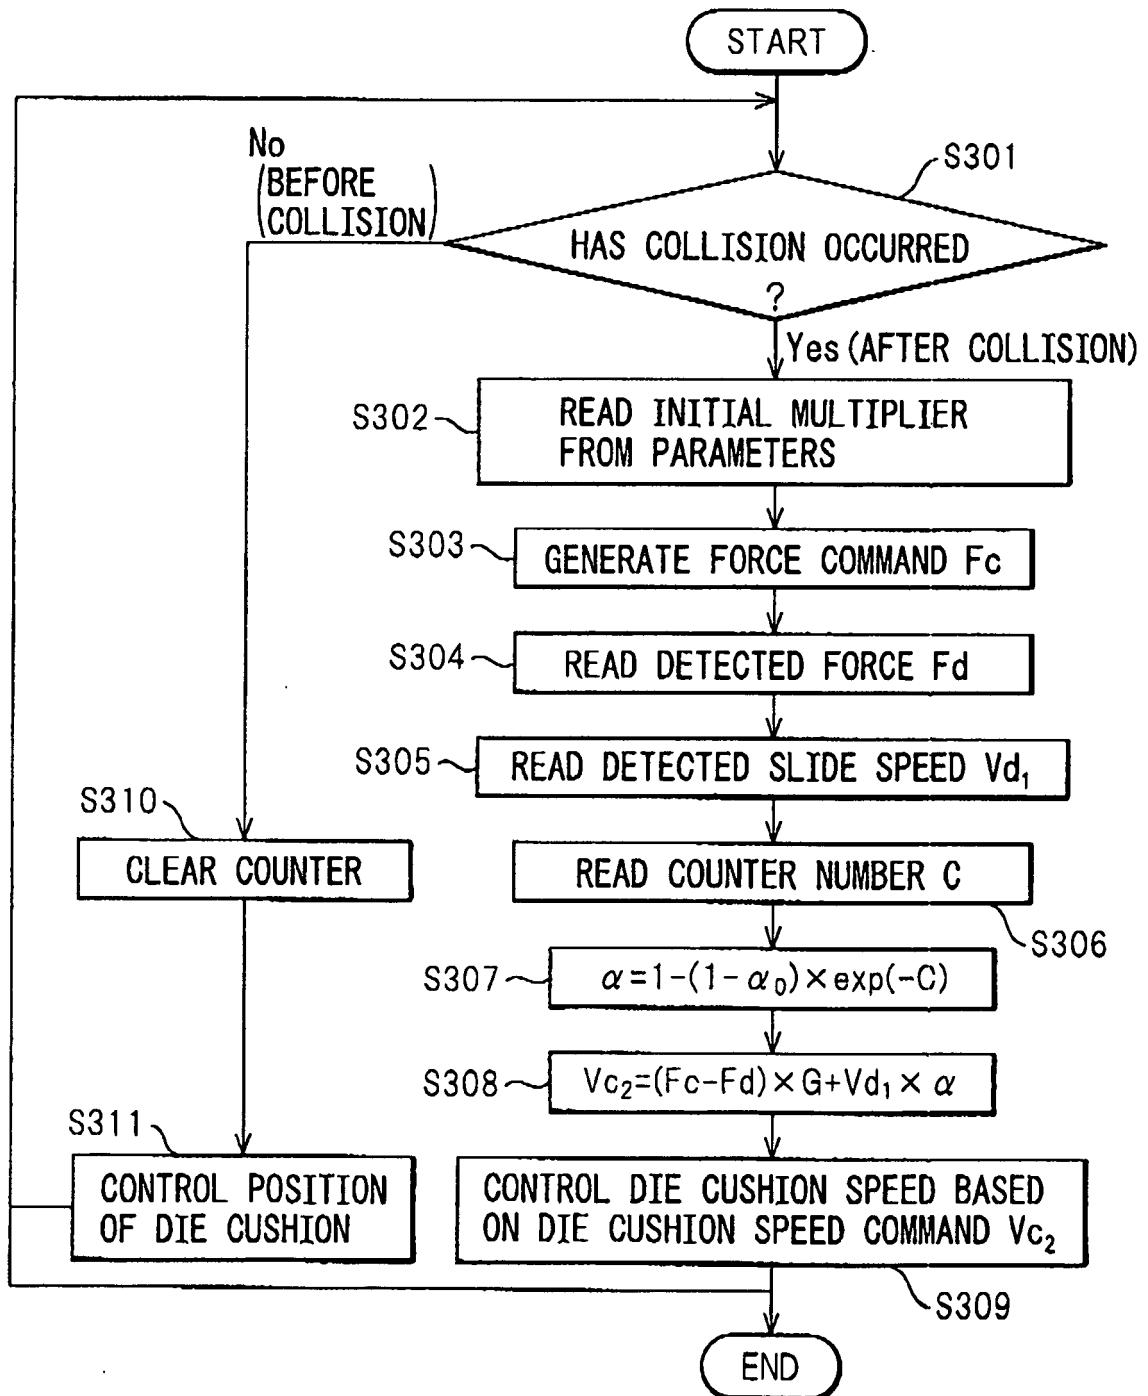 START
No
(BEFORE
COLLISION)
S301
HAS COLLISION OCCURRED
?
Yes (AFTER COLLISION)
S302
READ INITIAL MULTIPLIER
FROM PARAMETERS
S303
GENERATE FORCE COMMAND Fc
S304
READ DETECTED FORCE Fd
S305
READ DETECTED SLIDE SPEED Vd₁
S310
CLEAR COUNTER
READ COUNTER NUMBER C
S306
S307
α=1-(1-α₀)×exp(-C)
S308
Vc₂=(Fc-Fd)×G+Vd₁×α
S311
CONTROL POSITION
OF DIE CUSHION
CONTROL DIE CUSHION SPEED BASED
ON DIE CUSHION SPEED COMMAND Vc₂
S309
END